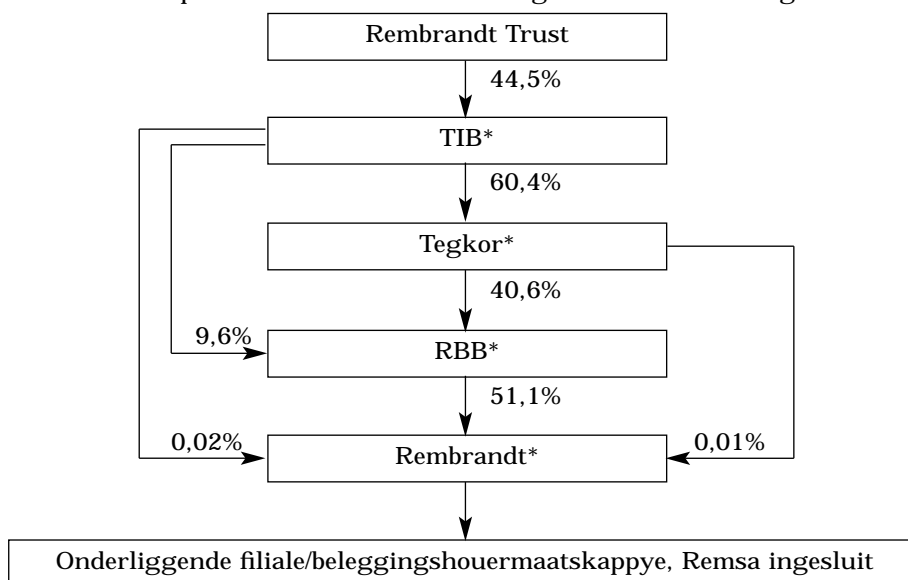 Rembrandt Trust
44,5%
TIB*
60,4%
Tegkor*
40,6%
9,6%
RBB*
51,1%
0,02%
Rembrandt*
0,01%
Onderliggende filiale/beleggingshouermaatskappye, Remsa ingesluit